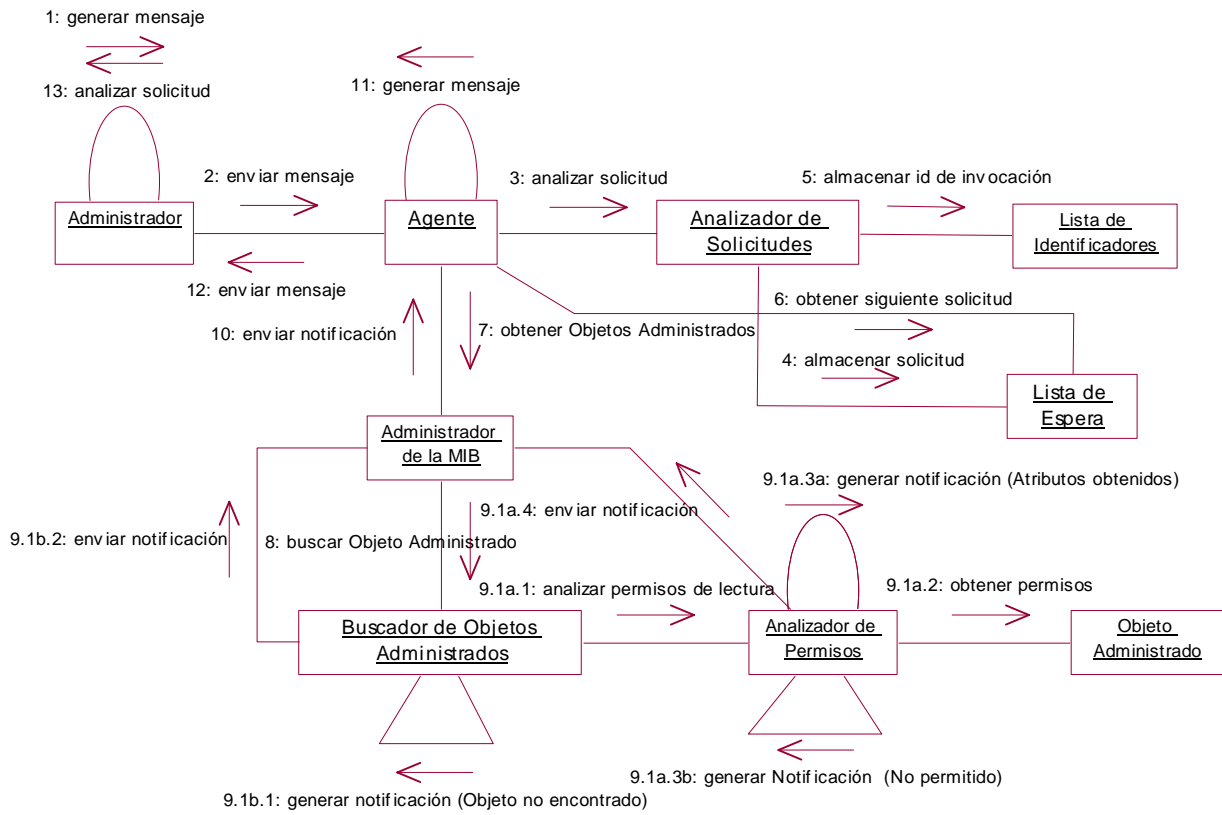 1: generar mensaje
13: analizar solicitud
11: generar mensaje
2: enviar mensaje
3: analizar solicitud
5: almacenar id de invocación
Administrador
Agente
Analizador de
Solicitudes
Lista de
Identificadores
12: enviar mensaje
6: obtener siguiente solicitud
10: enviar notificación
7: obtener Objetos Administrados
4: almacenar solicitud
Lista de
Espera
Administrador
de la MIB
9.1a.3a: generar notificación (Atributos obtenidos)
9.1a.4: enviar notificación
9.1b.2: enviar notificación
8: buscar Objeto Administrado
9.1a.1: analizar permisos de lectura
9.1a.2: obtener permisos
Buscador de Objetos
Administrados
Analizador de
Permisos
Objeto
Administrado
9.1a.3b: generar Notificación (No permitido)
9.1b.1: generar notificación (Objeto no encontrado)